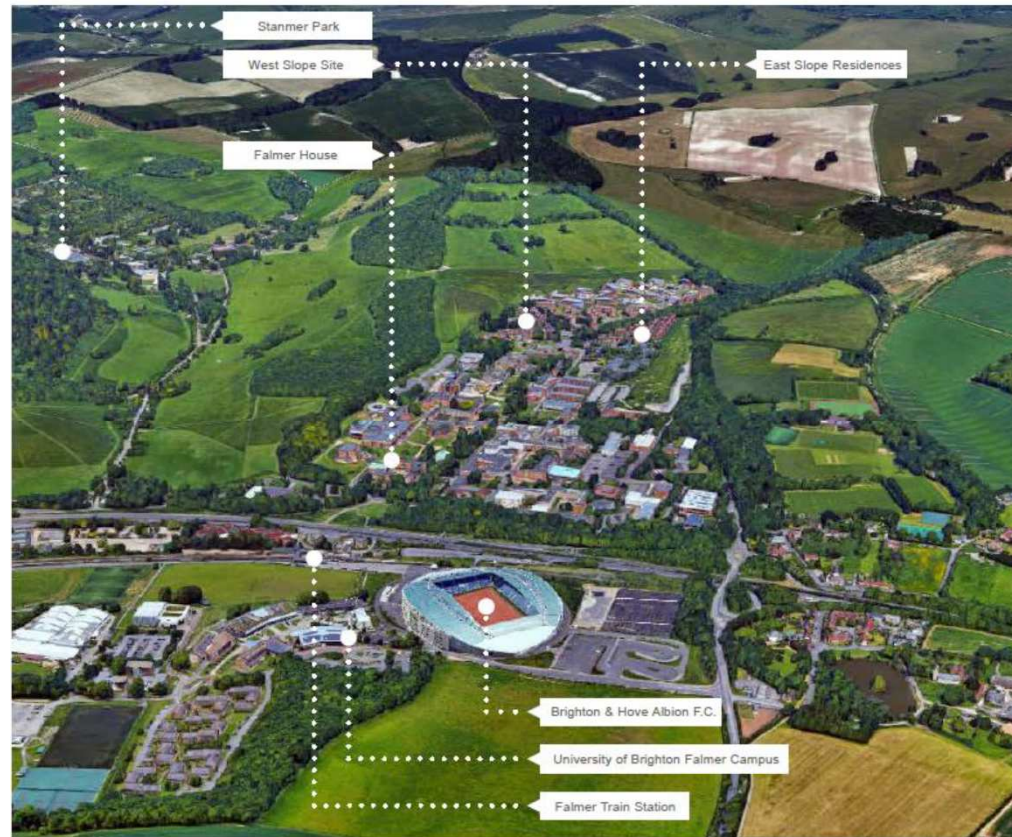 Stanmer Park
West Slope Site
East Slope Residences
Falmer House
Brighton & Hove Albion F.C.
University of Brighton Falmer Campus
Falmer Train Station